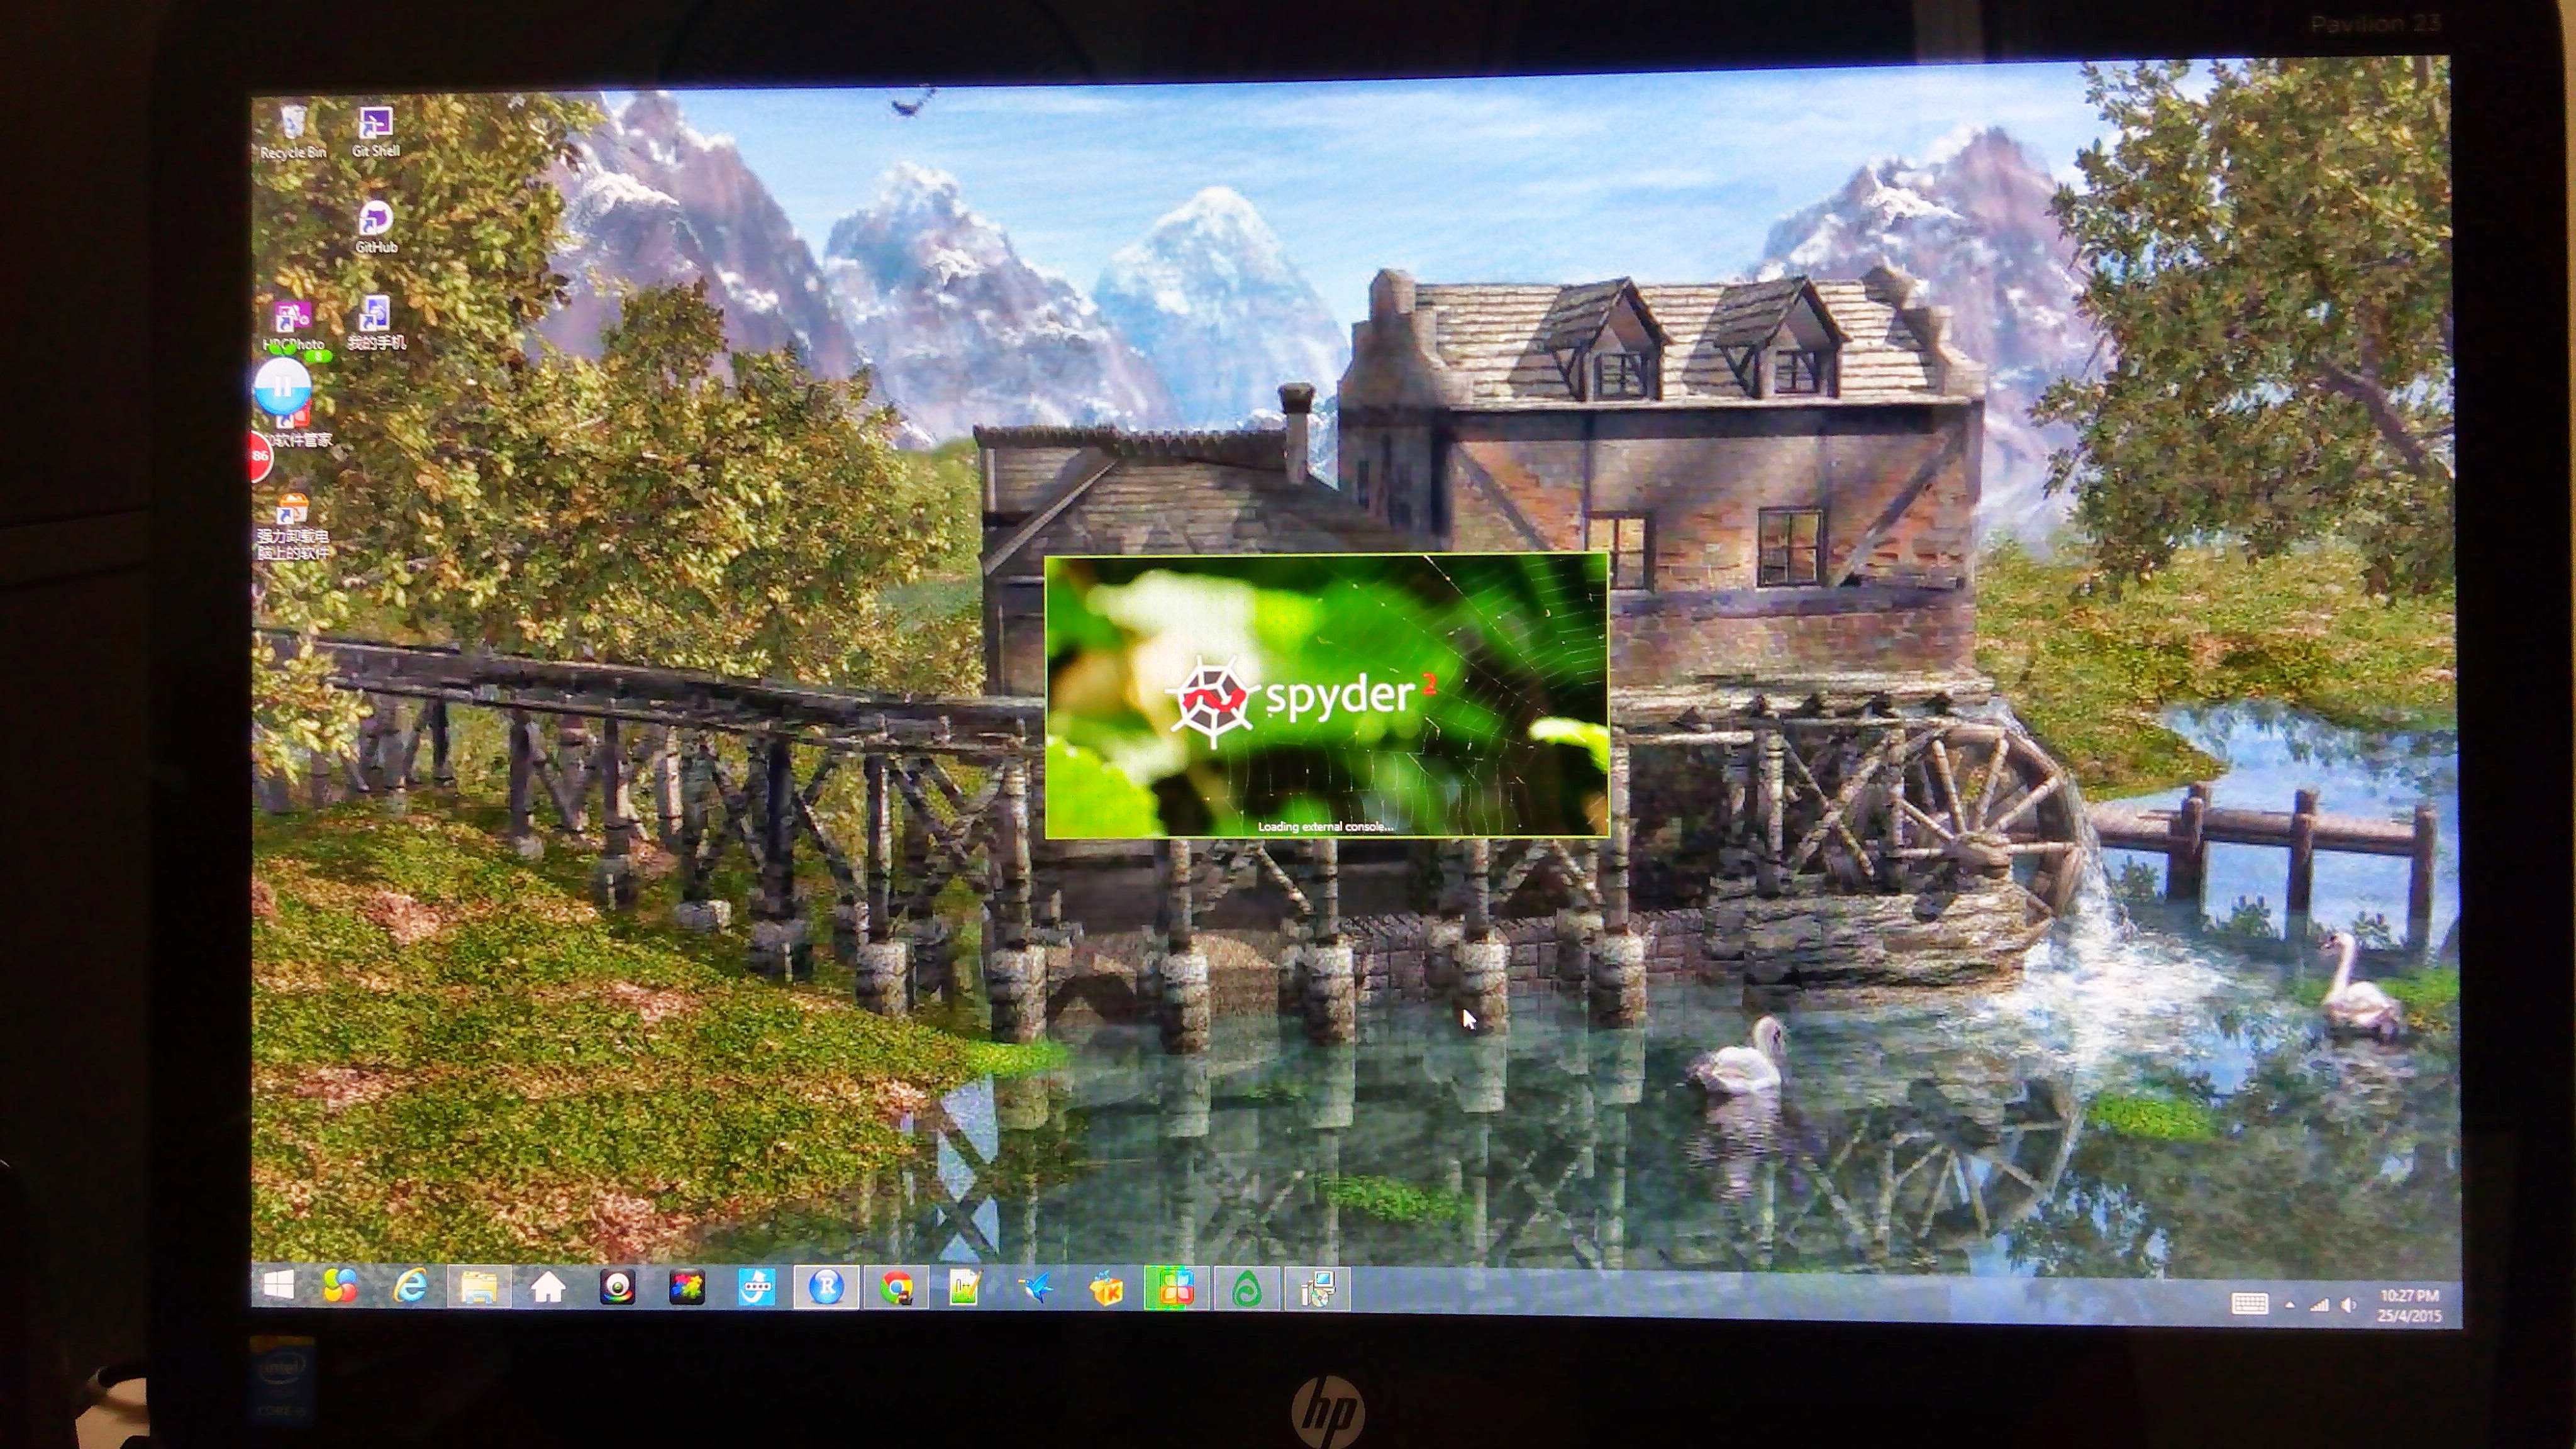 Pavilion 23
Recycle Bin
Git Shell
GitHub
HPCPhoto
我的手机
软件管家
86
强力卸载电
脑上的软件
spyder 2
Loading external console...
R
10:27 PM
25/4/2015
intel
CORE i5
hp